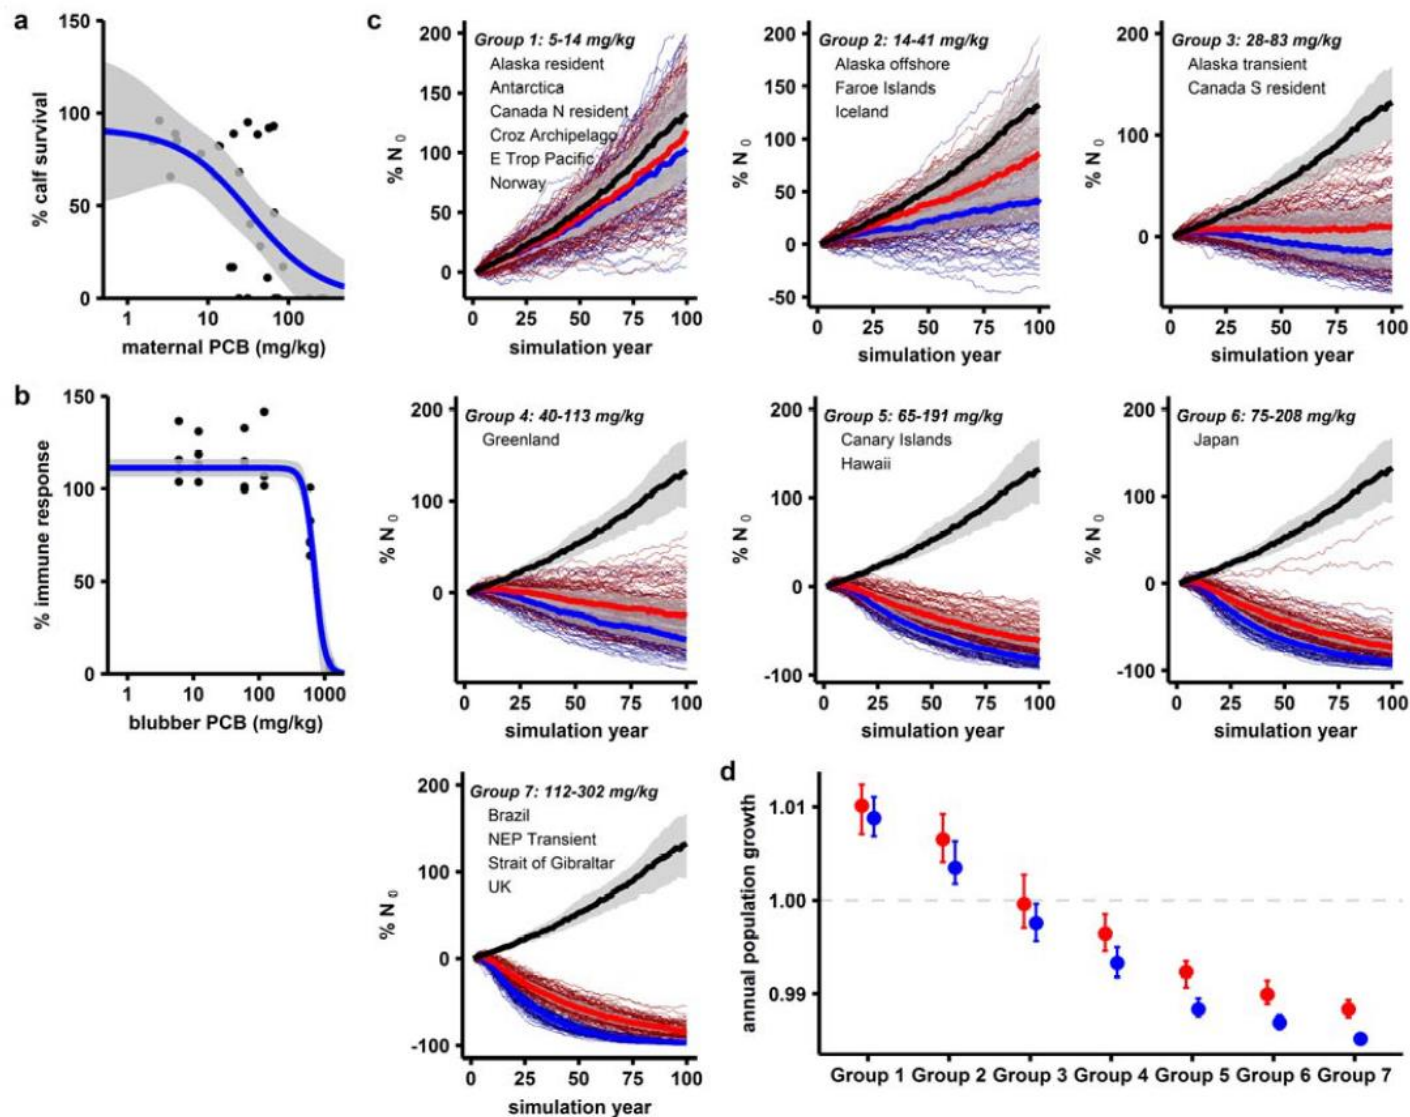 a
150
100
50
0
% calf survival
1 10 100
maternal PCB (mg/kg)
b
150
100
50
0
% immune response
1 10 100 1000
blubber PCB (mg/kg)
c
200
150
100
50
0
% N 0
Group 1: 5-14 mg/kg
Alaska resident
Antarctica
Canada N resident
Croz Archipelago
E Trop Pacific
Norway
0 25 50 75 100
simulation year
200
150
100
50
0
-50
% N 0
Group 2: 14-41 mg/kg
Alaska offshore
Faroe Islands
Iceland
0 25 50 75 100
simulation year
200
100
0
% N 0
Group 3: 28-83 mg/kg
Alaska transient
Canada S resident
0 25 50 75 100
simulation year
200
100
0
% N 0
Group 4: 40-113 mg/kg
Greenland
0 25 50 75 100
simulation year
200
100
0
-100
% N 0
Group 5: 65-191 mg/kg
Canary Islands
Hawaii
0 25 50 75 100
simulation year
200
100
0
-100
% N 0
Group 6: 75-208 mg/kg
Japan
0 25 50 75 100
simulation year
200
100
0
-100
% N 0
Group 7: 112-302 mg/kg
Brazil
NEP Transient
Strait of Gibraltar
UK
0 25 50 75 100
simulation year
d
1.01
1.00
0.99
annual population growth
Group 1 Group 2 Group 3 Group 4 Group 5 Group 6 Group 7